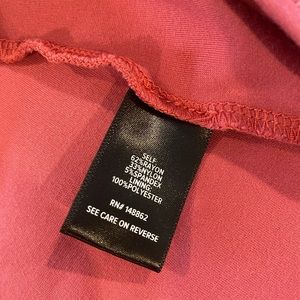 SELF:
62%RAYON
33%NYLON
5%SPANDEX
LINING:
100%POLYESTER
RN# 148862
SEE CARE ON REVERSE